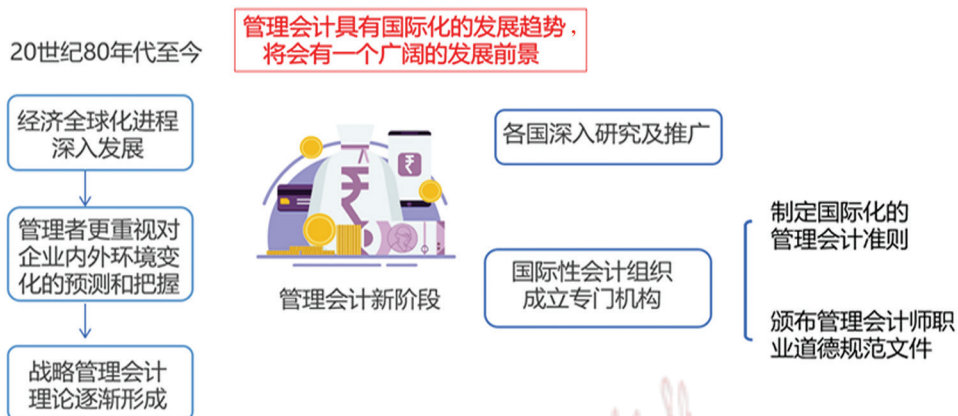 20世纪80年代至今
管理会计具有国际化的发展趋势，
将会有一个广阔的发展前景
经济全球化进程
深入发展
管理者更重视对
企业内外环境变
化的预测和把握
战略管理会计
理论逐渐形成
管理会计新阶段
各国深入研究及推广
国际性会计组织
成立专门机构
制定国际化的
管理会计准则
颁布管理会计师职
业道德规范文件